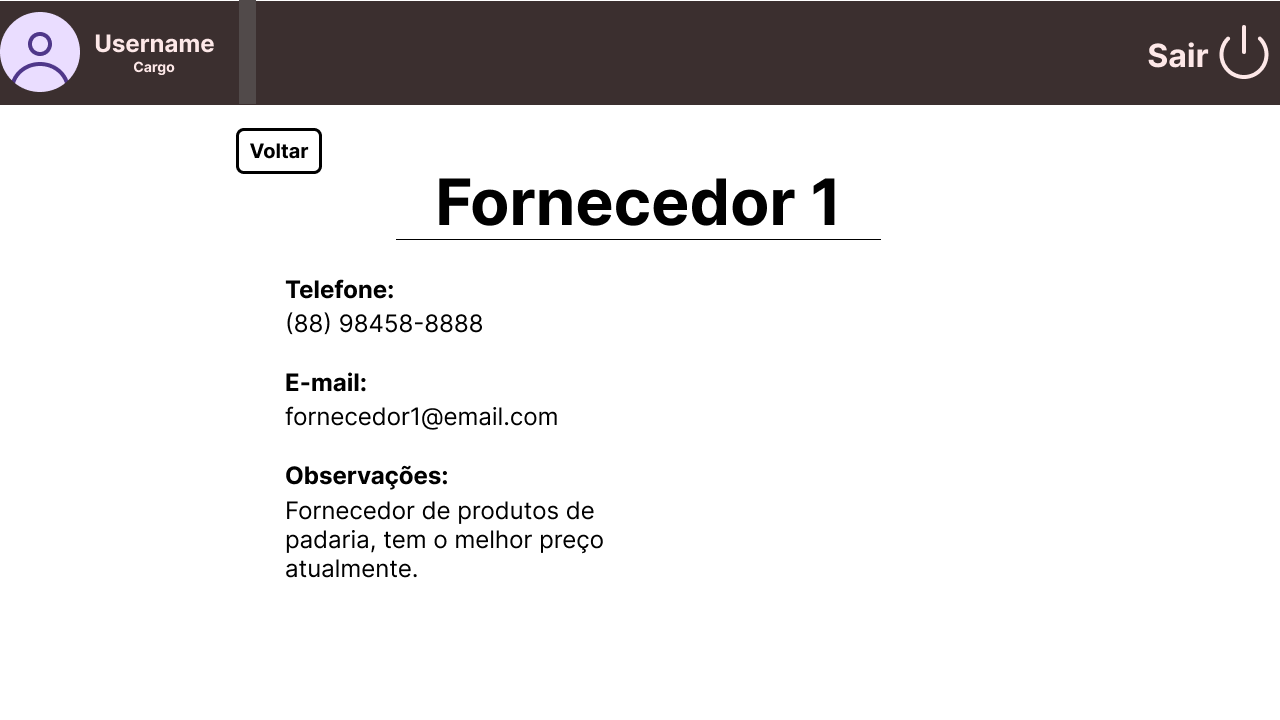 Username
Cargo
Sair
Voltar
Fornecedor 1
Telefone:
(88) 98458-8888
E-mail:
fornecedor1@email.com
Observações:
Fornecedor de produtos de
padaria, tem o melhor preço
atualmente.